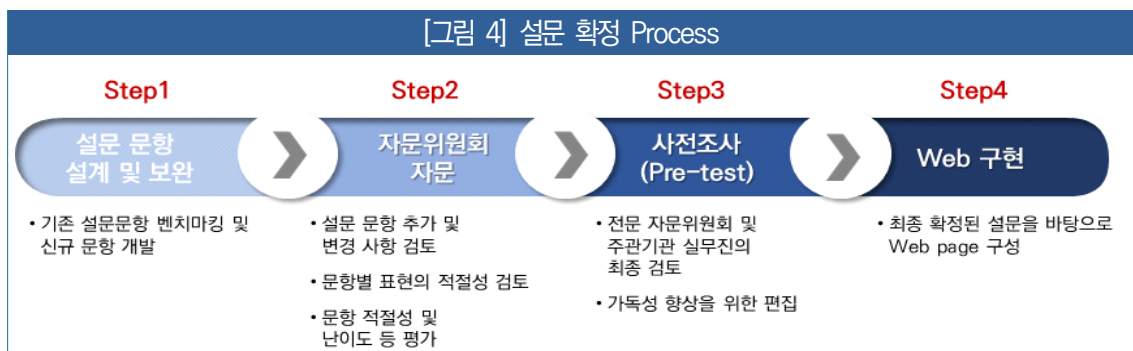 [그림 4] 설문 확정 Process
Step1
설문 문항
설계 및 보완
• 기존 설문문항 벤치마킹 및
신규 문항 개발
Step2
자문위원회
자문
• 설문 문항 추가 및
변경 사항 검토
• 문항별 표현의 적절성 검토
• 문항 적절성 및
난이도 등 평가
Step3
사전조사
(Pre-test)
• 전문 자문위원회 및
주관기관 실무진의
최종 검토
• 가독성 향상을 위한 편집
Step4
Web 구현
• 최종 확정된 설문을 바탕으로
Web page 구성